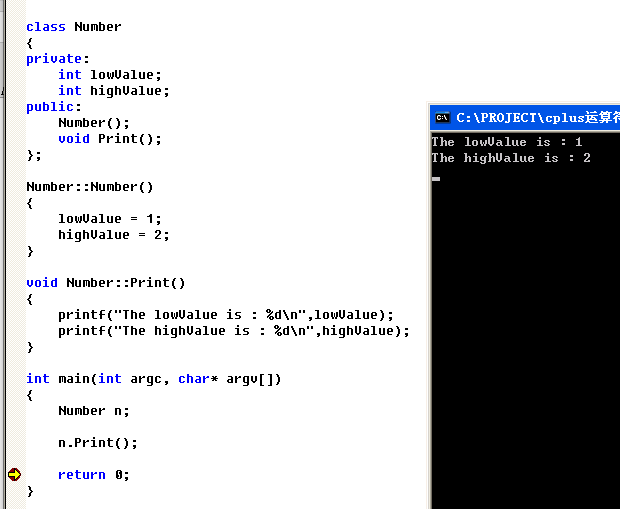 class Number
{
private:
    int lowValue;
    int highValue;
public:
    Number();
    void Print();
};
Number::Number()
{
    lowValue = 1;
    highValue = 2;
}
void Number::Print()
{
    printf("The lowValue is : %d\n",lowValue);
    printf("The highValue is : %d\n",highValue);
}
int main(int argc, char* argv[])
{
    Number n;
    n.Print();
    return 0;
}
C:\PROJECT\cplus运算符
The lowValue is : 1
The highValue is : 2